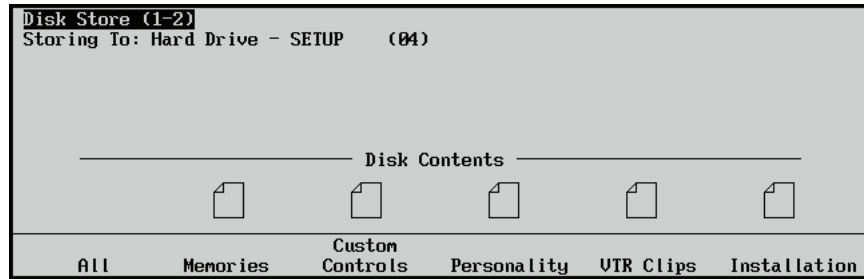 Disk Store (1-2)
Storing To: Hard Drive - SETUP (04)
Disk Contents
All Memories Custom Controls Personality VTR Clips Installation